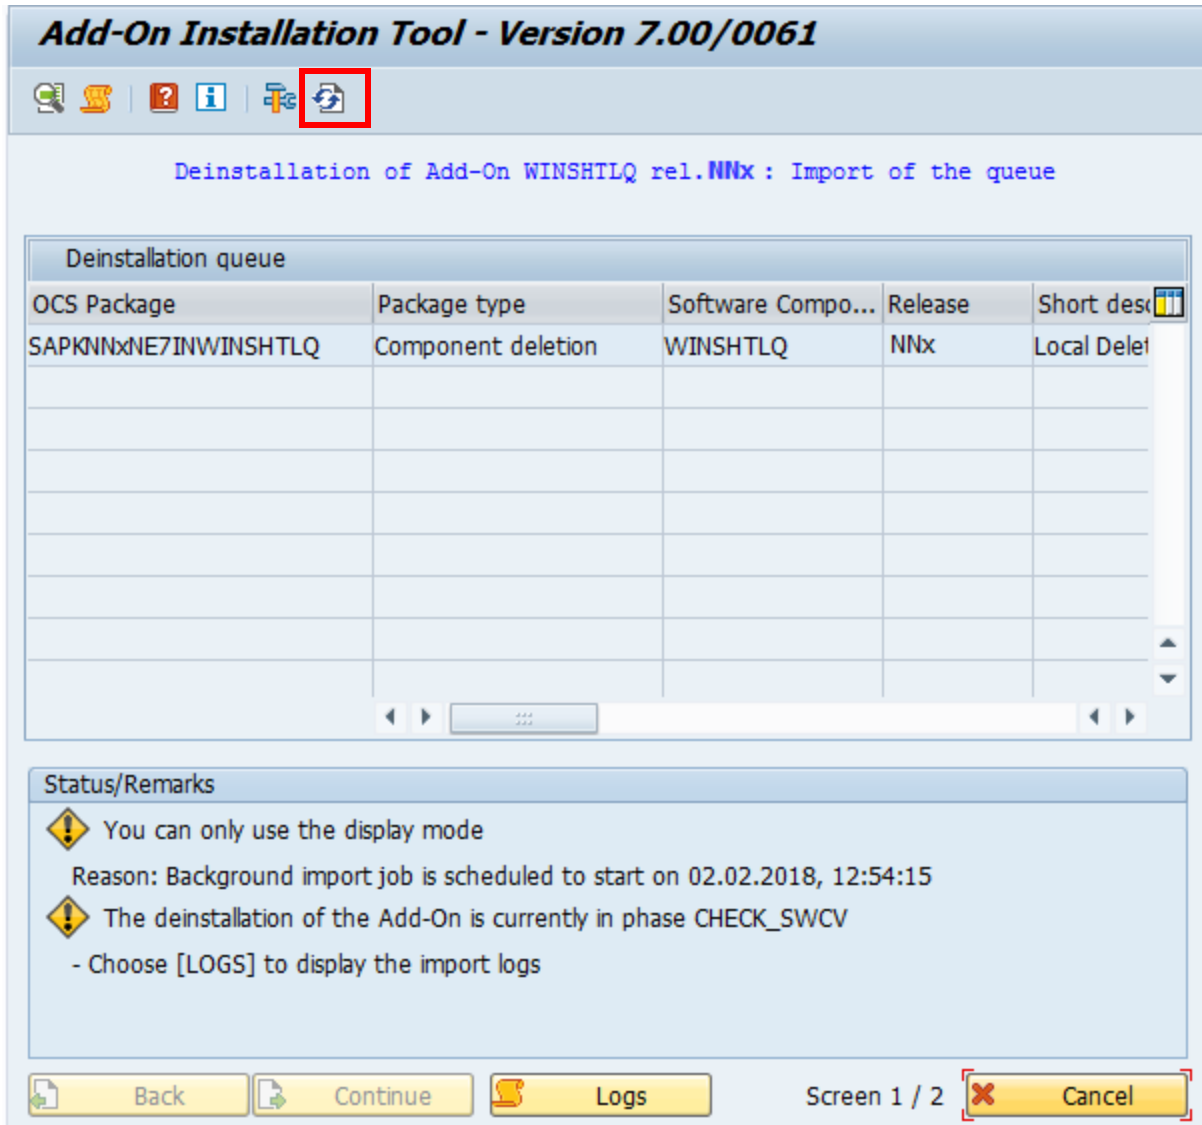 Add-On Installation Tool - Version 7.00/0061
Deinstallation of Add-On WINSHTLQ rel.NNx : Import of the queue
Deinstallation queue
OCS Package Package type Software Compo... Release Short desc
SAPKNNxNE7INWINSHTLQ Component deletion WINSHTLQ NNx Local Delet
Status/Remarks
You can only use the display mode
Reason: Background import job is scheduled to start on 02.02.2018, 12:54:15
The deinstallation of the Add-On is currently in phase CHECK_SWCV
- Choose [LOGS] to display the import logs
Back Continue Logs Screen 1 / 2 Cancel